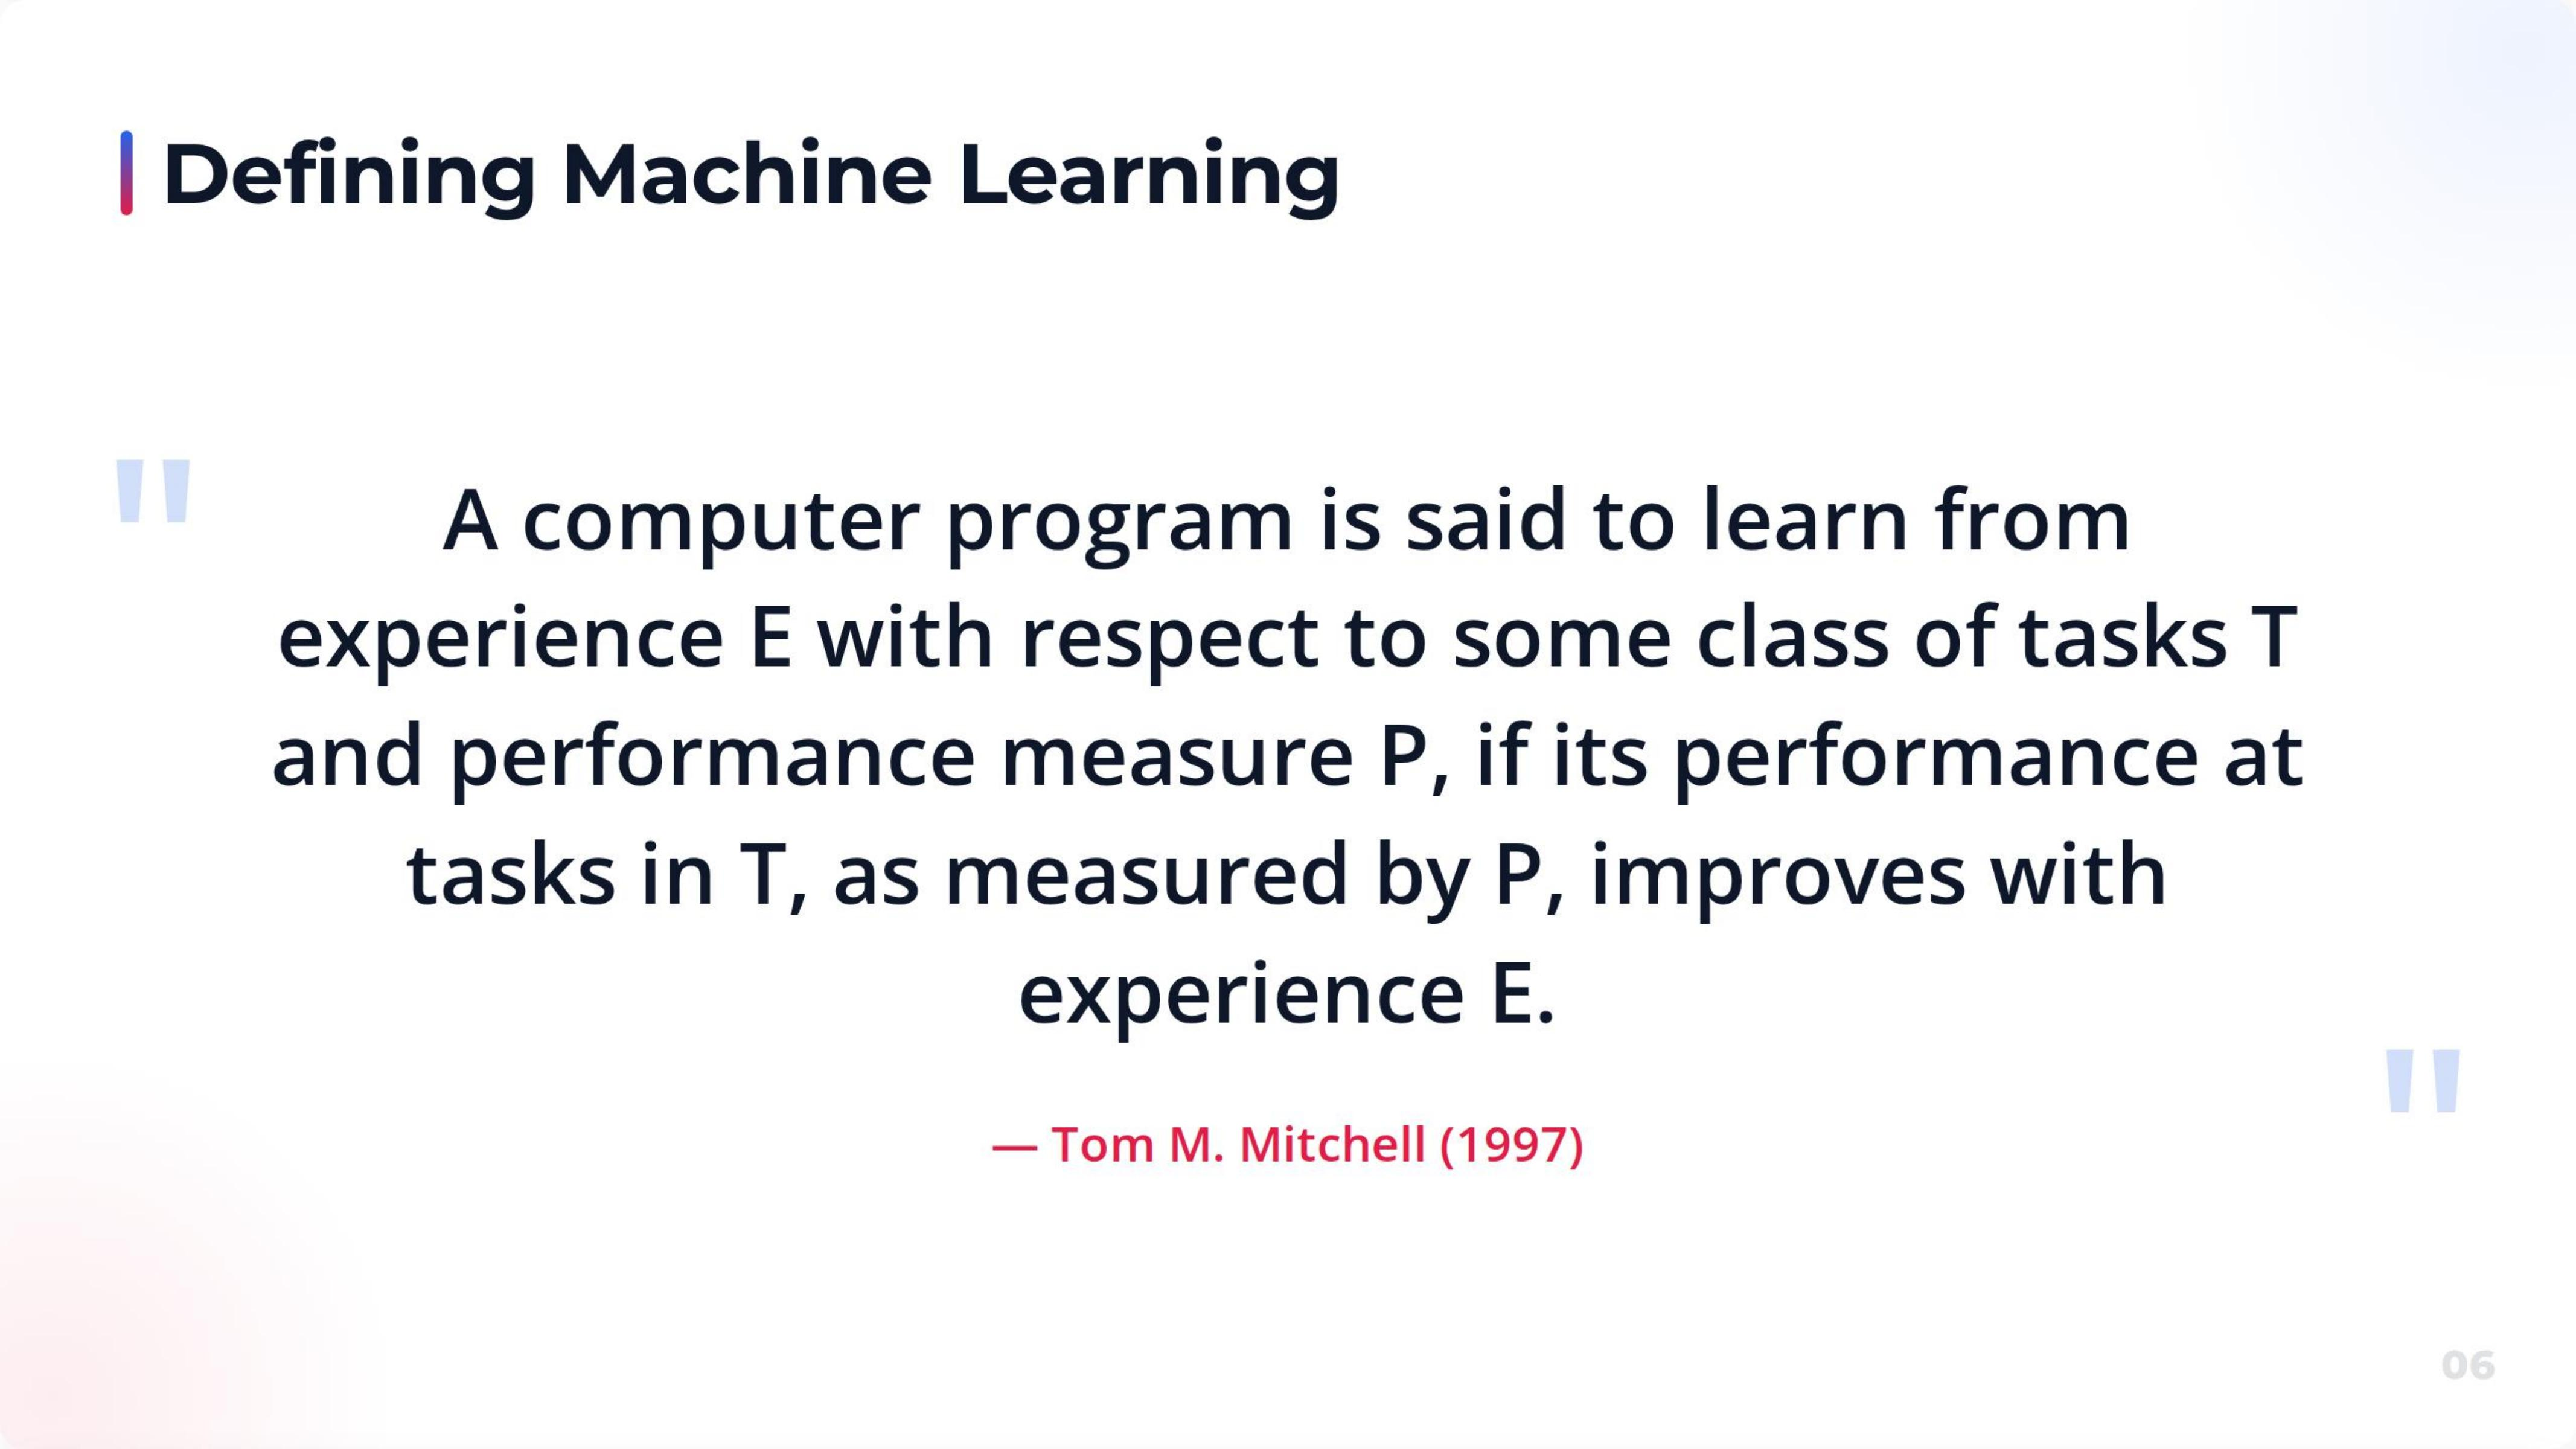 Defining Machine Learning
"
A computer program is said to learn from
experience E with respect to some class of tasks T
and performance measure P, if its performance at
tasks in T, as measured by P, improves with
experience E.
"
— Tom M. Mitchell (1997)
06